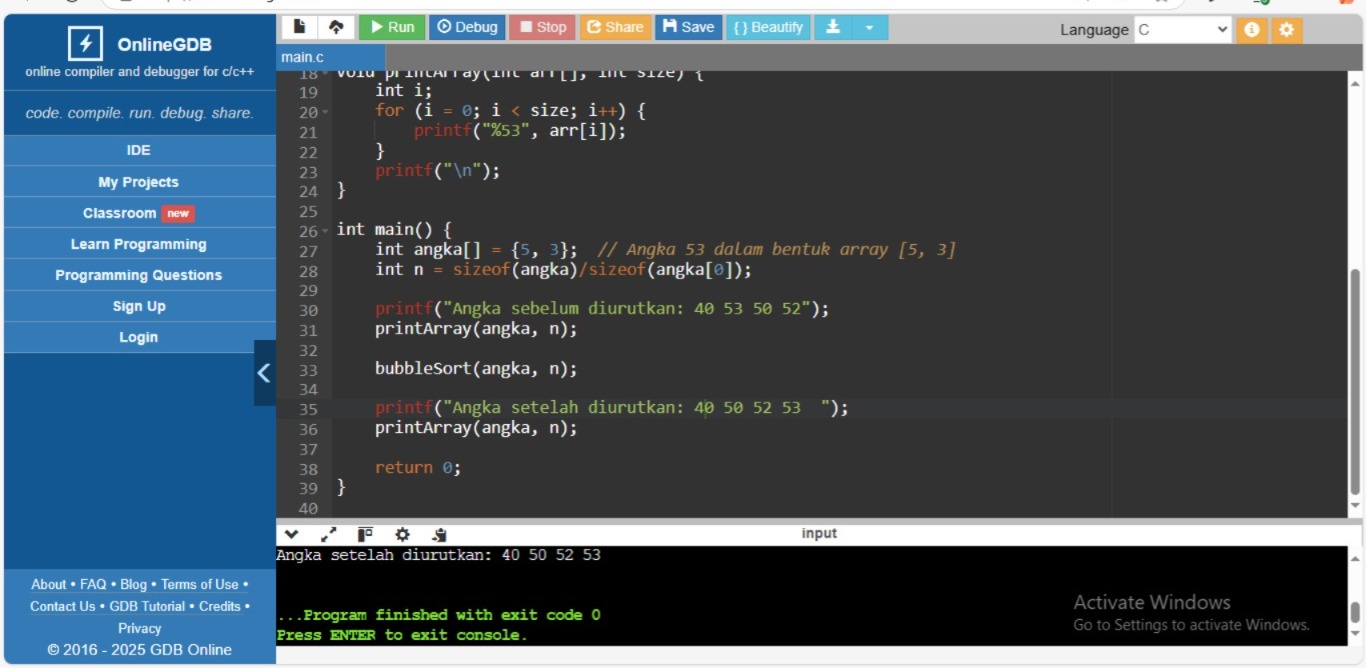 OnlineGDB
online compiler and debugger for c/c++
code. compile. run. debug. share.
IDE
My Projects
Classroom new
Learn Programming
Programming Questions
Sign Up
Login
About • FAQ • Blog • Terms of Use •
Contact Us • GDB Tutorial • Credits •
Privacy
© 2016 - 2025 GDB Online
Run Debug Stop Share Save { } Beautify
Language C
main.c
18 void printArray(int arr[], int size) {
19     int i;
20     for (i = 0; i < size; i++) {
21         printf("%53", arr[i]);
22     }
23     printf("\n");
24 }
25
26 int main() {
27     int angka[] = {5, 3};  // Angka 53 dalam bentuk array [5, 3]
28     int n = sizeof(angka)/sizeof(angka[0]);
29
30     printf("Angka sebelum diurutkan: 40 53 50 52");
31     printArray(angka, n);
32
33     bubbleSort(angka, n);
34
35     printf("Angka setelah diurutkan: 40 50 52 53  ");
36     printArray(angka, n);
37
38     return 0;
39 }
40
input
Angka setelah diurutkan: 40 50 52 53
...Program finished with exit code 0
Press ENTER to exit console.
Activate Windows
Go to Settings to activate Windows.